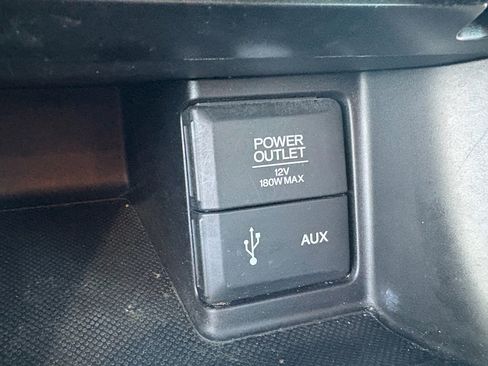 POWER
OUTLET
12V
180W MAX
AUX